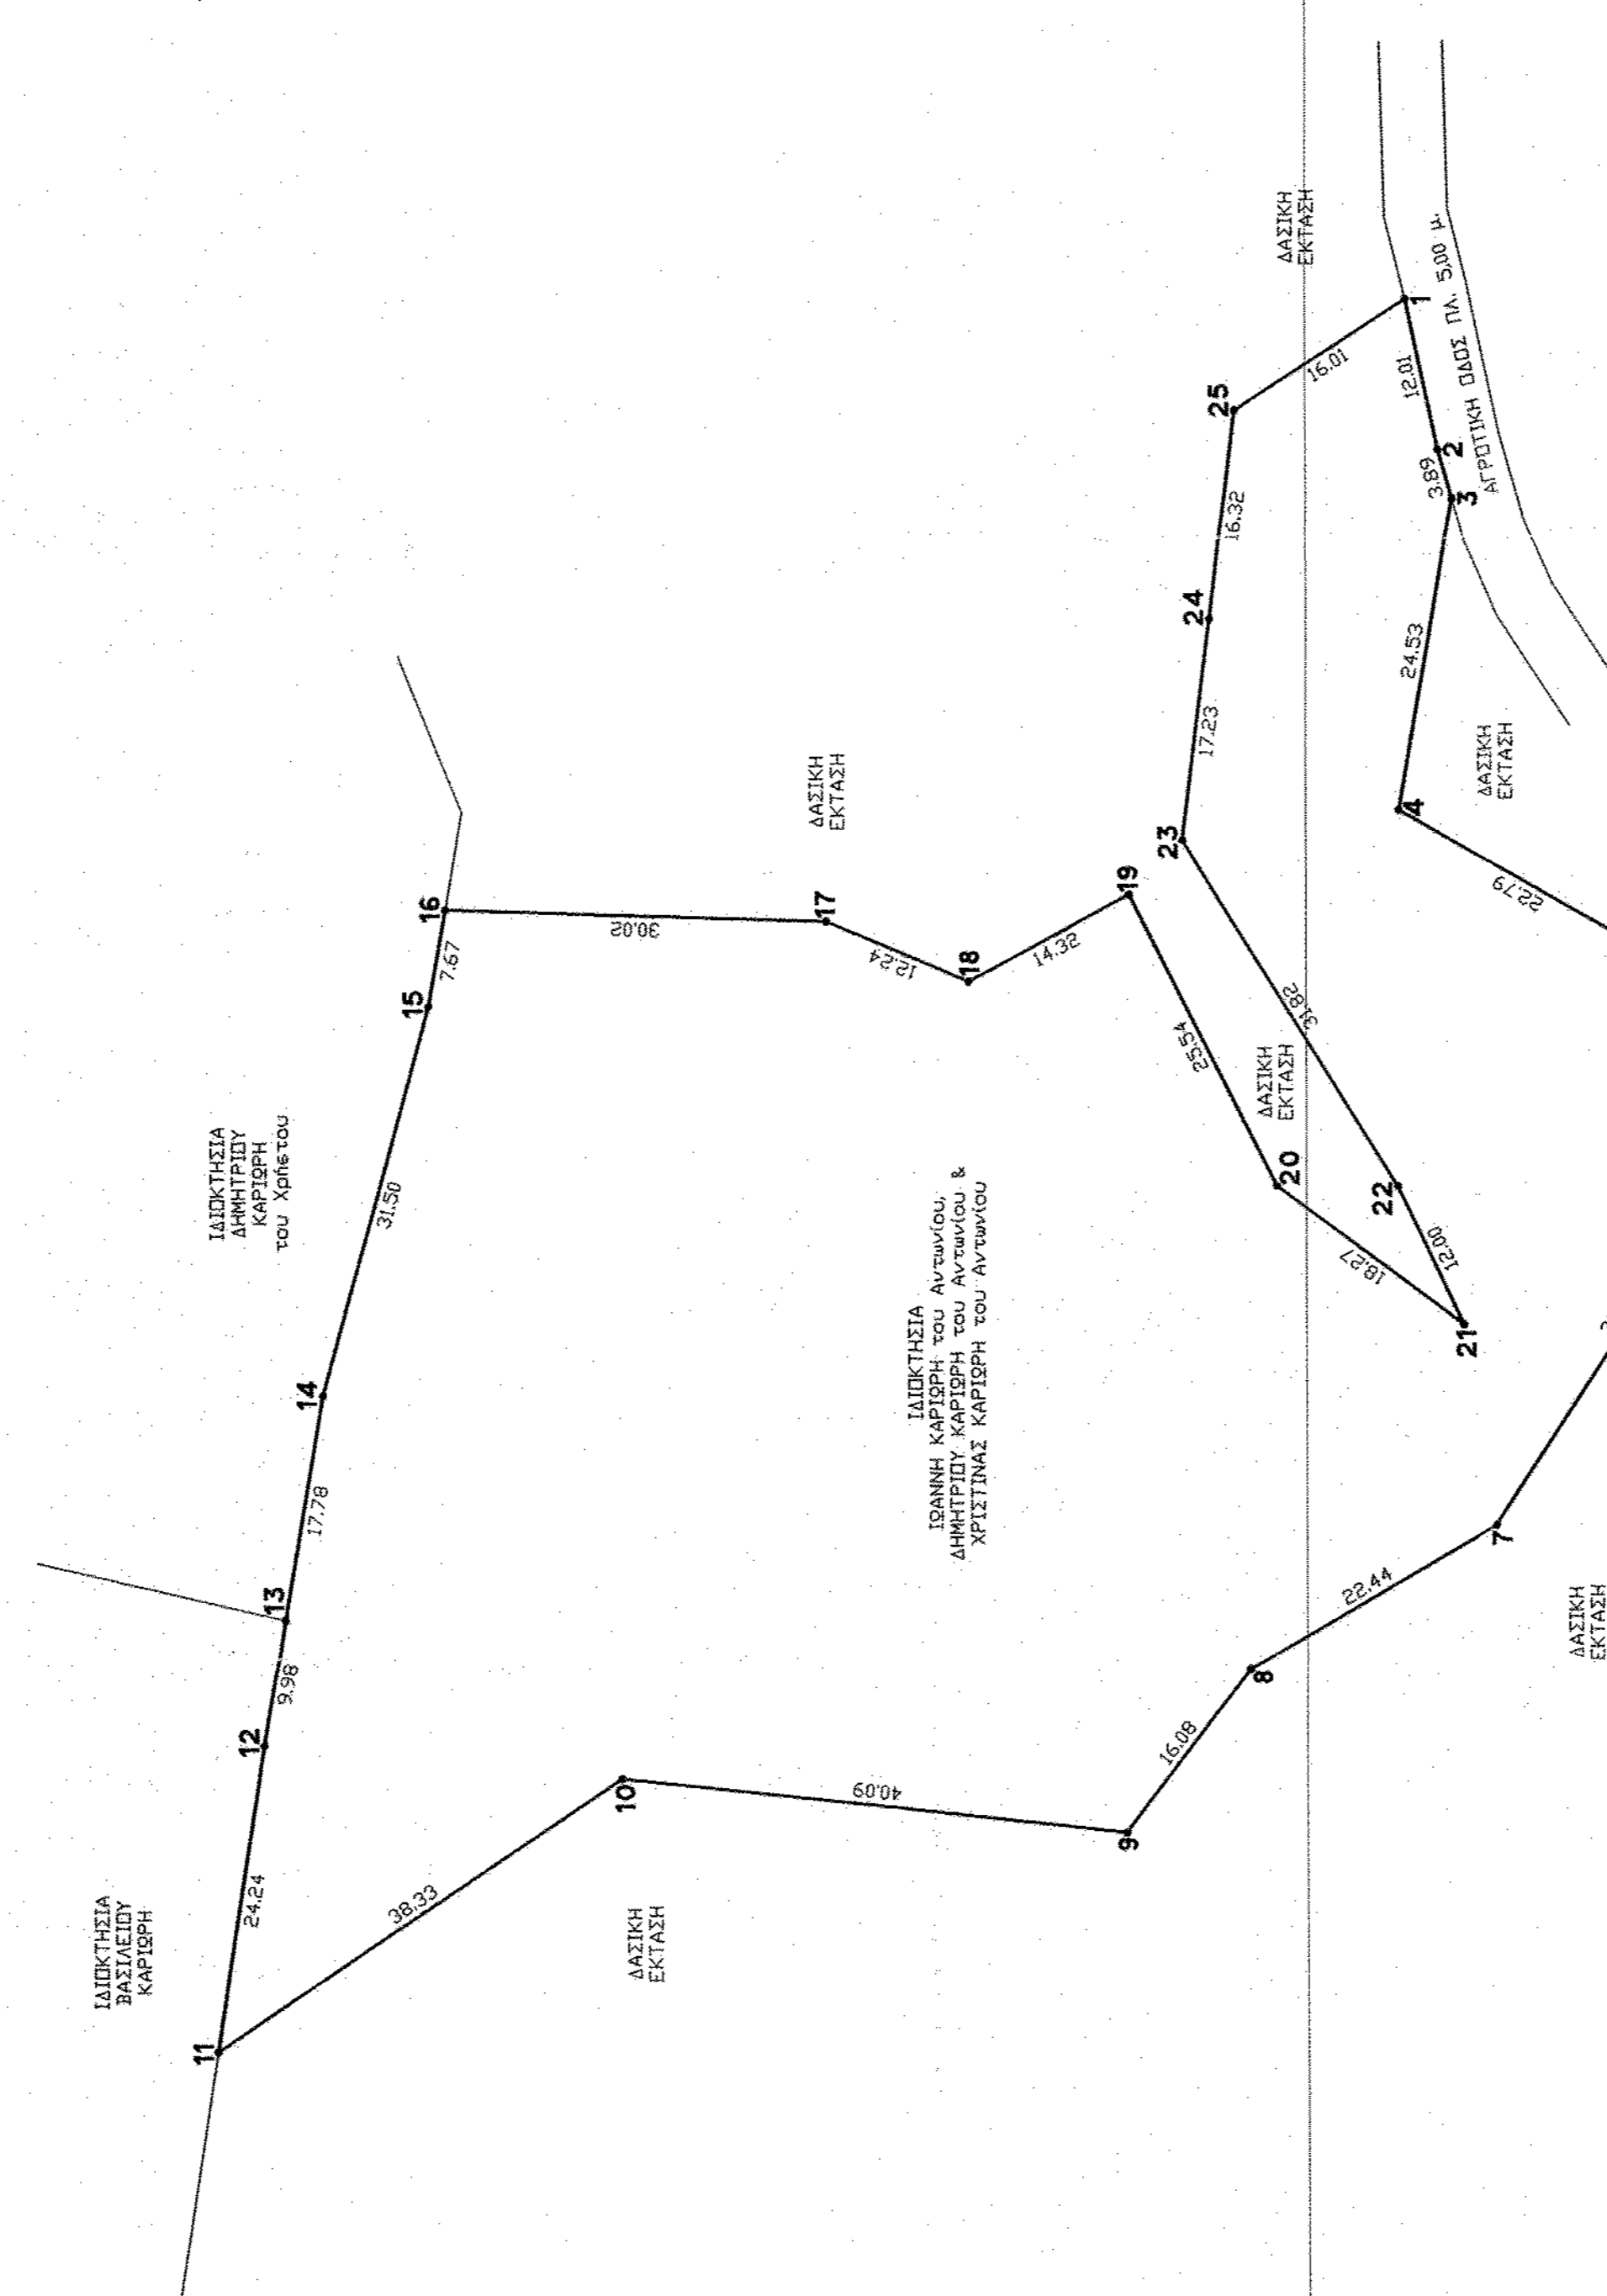 ΙΔΙΟΚΤΗΣΙΑ
ΒΑΣΙΛΕΙΟΥ
ΚΑΡΙΩΡΗ
11
24.24
12
9.98
13
17.78
14
31.50
15
7.67
16
ΙΔΙΟΚΤΗΣΙΑ
ΔΗΜΗΤΡΙΟΥ
ΚΑΡΙΩΡΗ
του Χρήστου
38.33
10
ΔΑΣΙΚΗ
ΕΚΤΑΣΗ
40.09
9
16.08
8
22.44
7
ΔΑΣΙΚΗ
ΕΚΤΑΣΗ
30.02
17
ΔΑΣΙΚΗ
ΕΚΤΑΣΗ
12.24
18
14.32
19
ΙΔΙΟΚΤΗΣΙΑ
ΙΩΑΝΝΗ ΚΑΡΙΩΡΗ του Αντωνίου,
ΔΗΜΗΤΡΙΟΥ ΚΑΡΙΩΡΗ του Αντωνίου &
ΧΡΙΣΤΙΝΑΣ ΚΑΡΙΩΡΗ του Αντωνίου
25.54
20
ΔΑΣΙΚΗ
ΕΚΤΑΣΗ
18.27
21
12.00
22
31.82
23
17.23
24
16.32
25
16.01
ΔΑΣΙΚΗ
ΕΚΤΑΣΗ
1
12.01
2
3.89
3
24.53
4
22.79
ΔΑΣΙΚΗ
ΕΚΤΑΣΗ
ΑΓΡΟΤΙΚΗ ΟΔΟΣ ΠΛ. 5,00 μ.